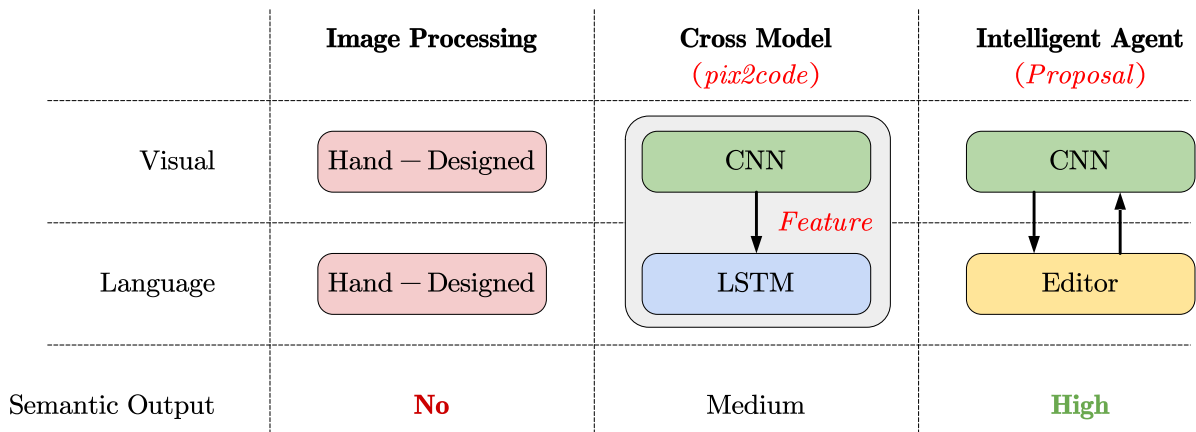 Image Processing Cross Model Intelligent Agent
(pix2code) (Proposal)
Visual Hand − Designed CNN CNN
Feature
Language Hand − Designed LSTM Editor
Semantic Output No Medium High